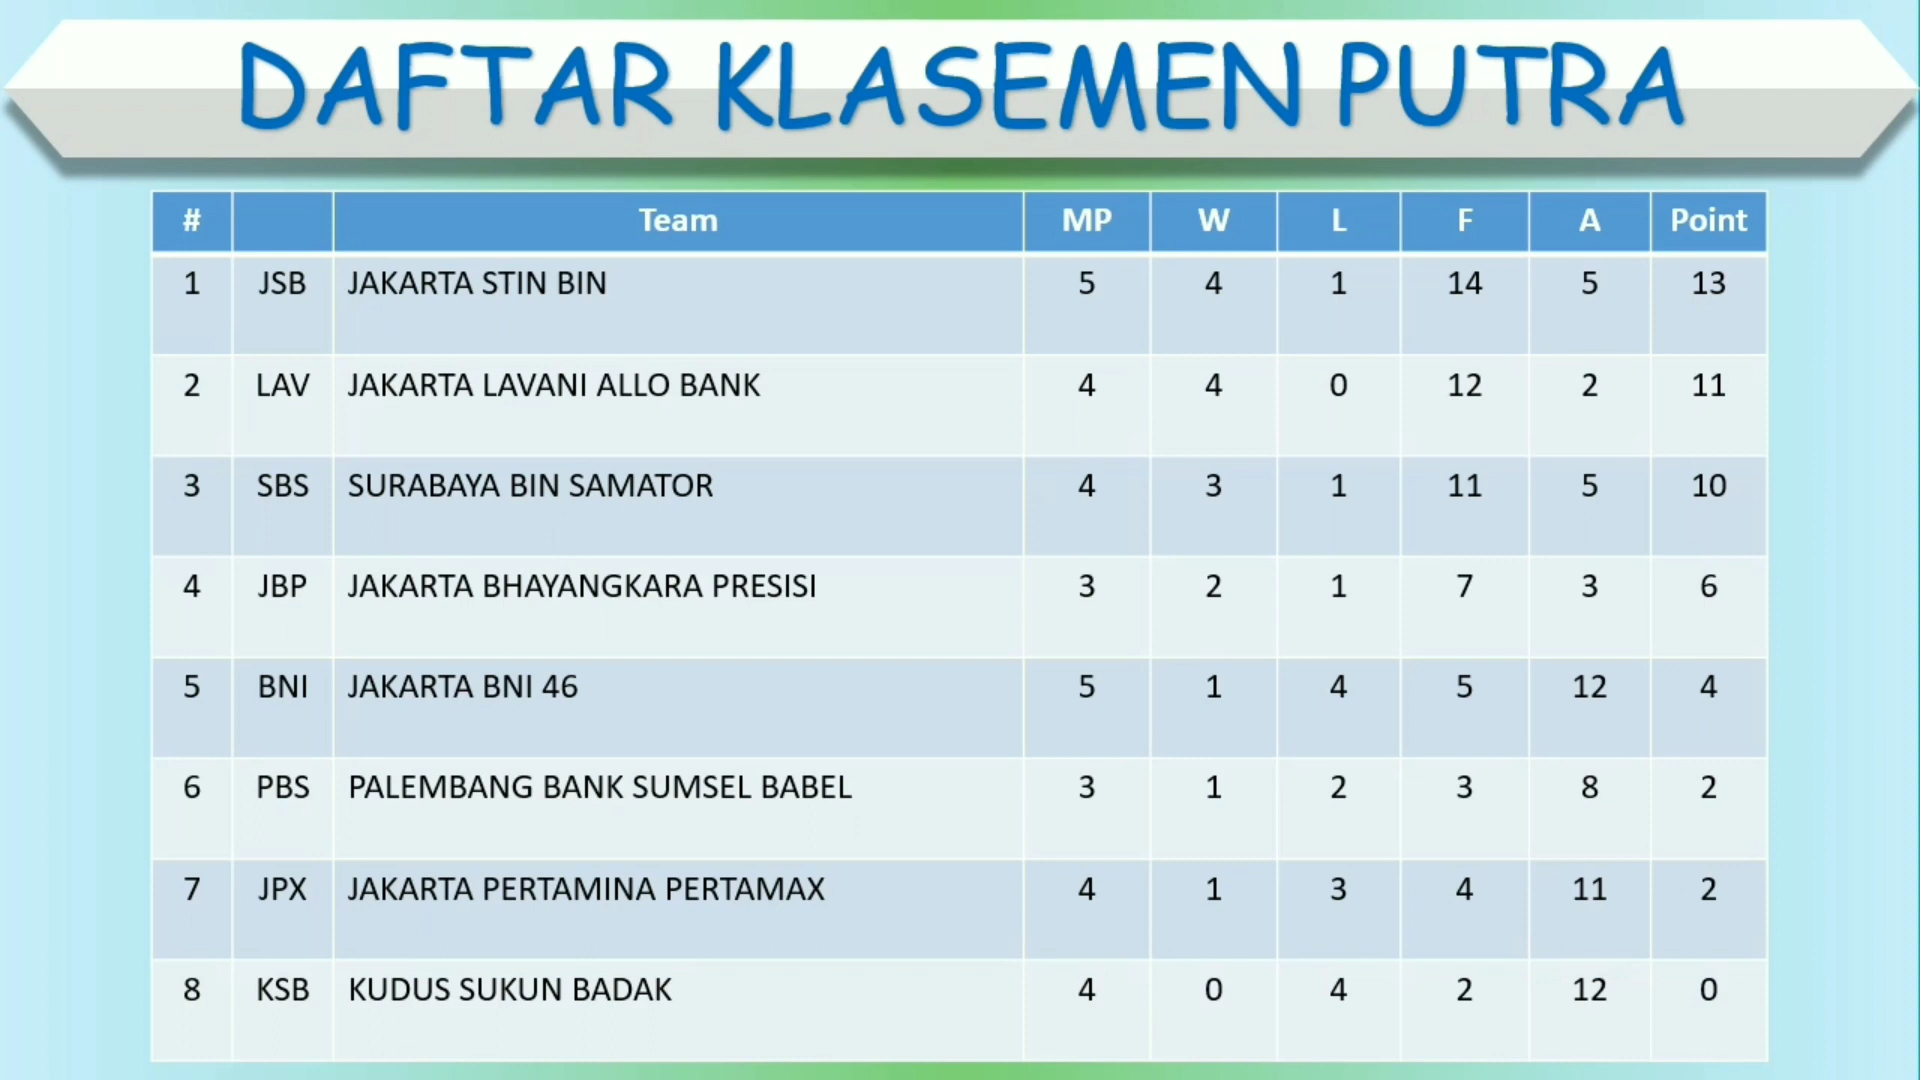 DAFTAR KLASEMEN PUTRA
# Team MP W L F A Point
1 JSB JAKARTA STIN BIN 5 4 1 14 5 13
2 LAV JAKARTA LAVANI ALLO BANK 4 4 0 12 2 11
3 SBS SURABAYA BIN SAMATOR 4 3 1 11 5 10
4 JBP JAKARTA BHAYANGKARA PRESISI 3 2 1 7 3 6
5 BNI JAKARTA BNI 46 5 1 4 5 12 4
6 PBS PALEMBANG BANK SUMSEL BABEL 3 1 2 3 8 2
7 JPX JAKARTA PERTAMINA PERTAMAX 4 1 3 4 11 2
8 KSB KUDUS SUKUN BADAK 4 0 4 2 12 0